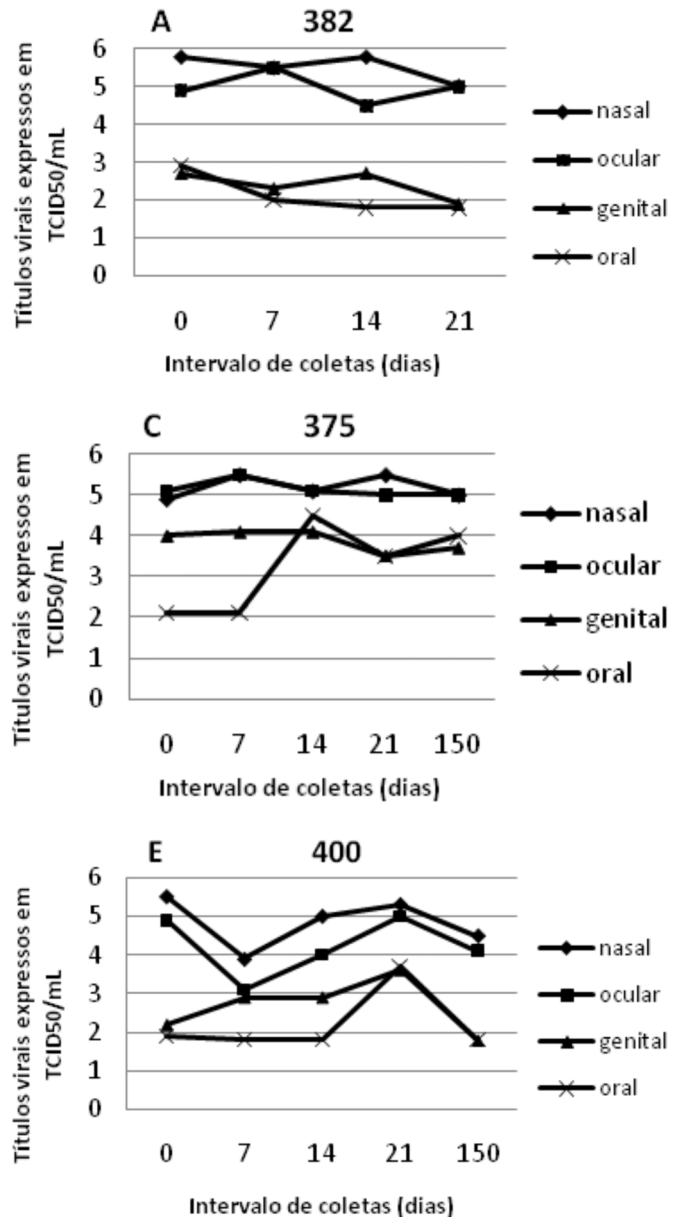 A 382
Títulos virais expressos em
TCID50/mL
6
5
4
3
2
1
0
0 7 14 21
Intervalo de coletas (dias)
nasal
ocular
genital
oral
C 375
Títulos virais expressos em
TCID50/mL
6
5
4
3
2
1
0
0 7 14 21 150
Intervalo de coletas (dias)
nasal
ocular
genital
oral
E 400
Títulos virais expressos em
TCID50/mL
6
5
4
3
2
1
0
0 7 14 21 150
Intervalo de coletas (dias)
nasal
ocular
genital
oral